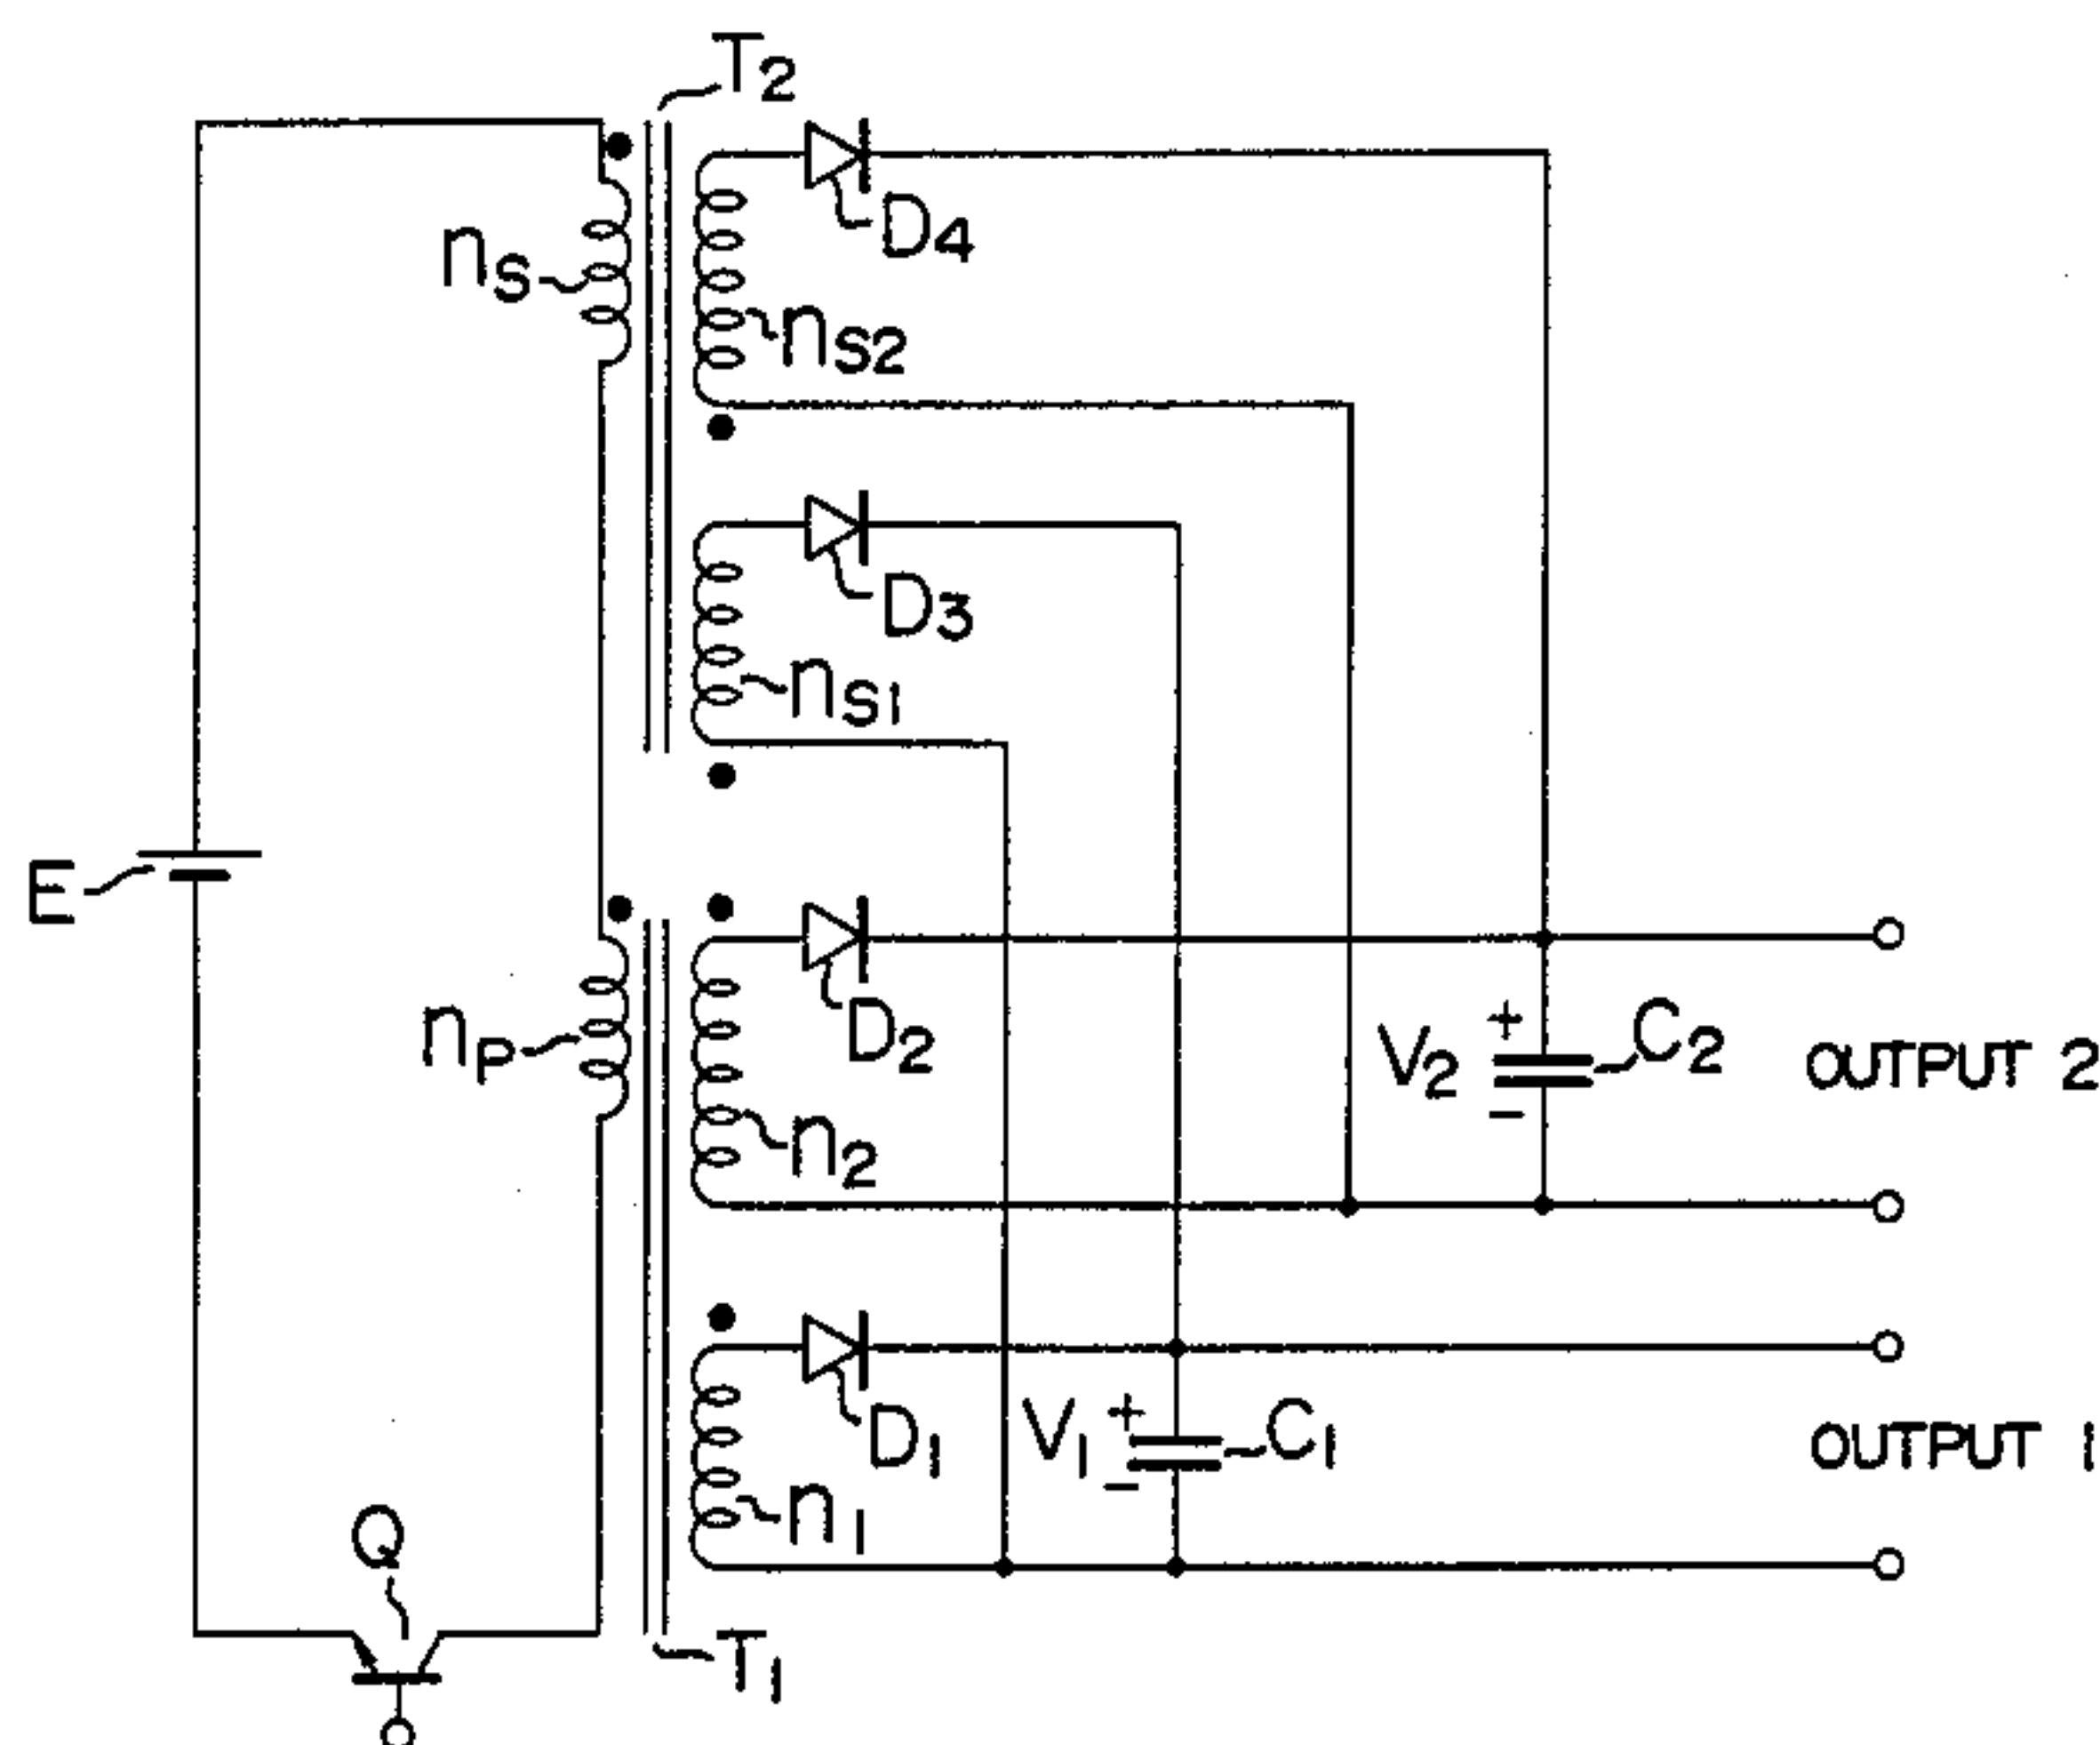 T2
D4
nS
nS2
D3
nS1
E
D2
nP
V2
+
-
C2
OUTPUT 2
n2
D1
V1
+
-
C1
OUTPUT 1
n1
Q
T1